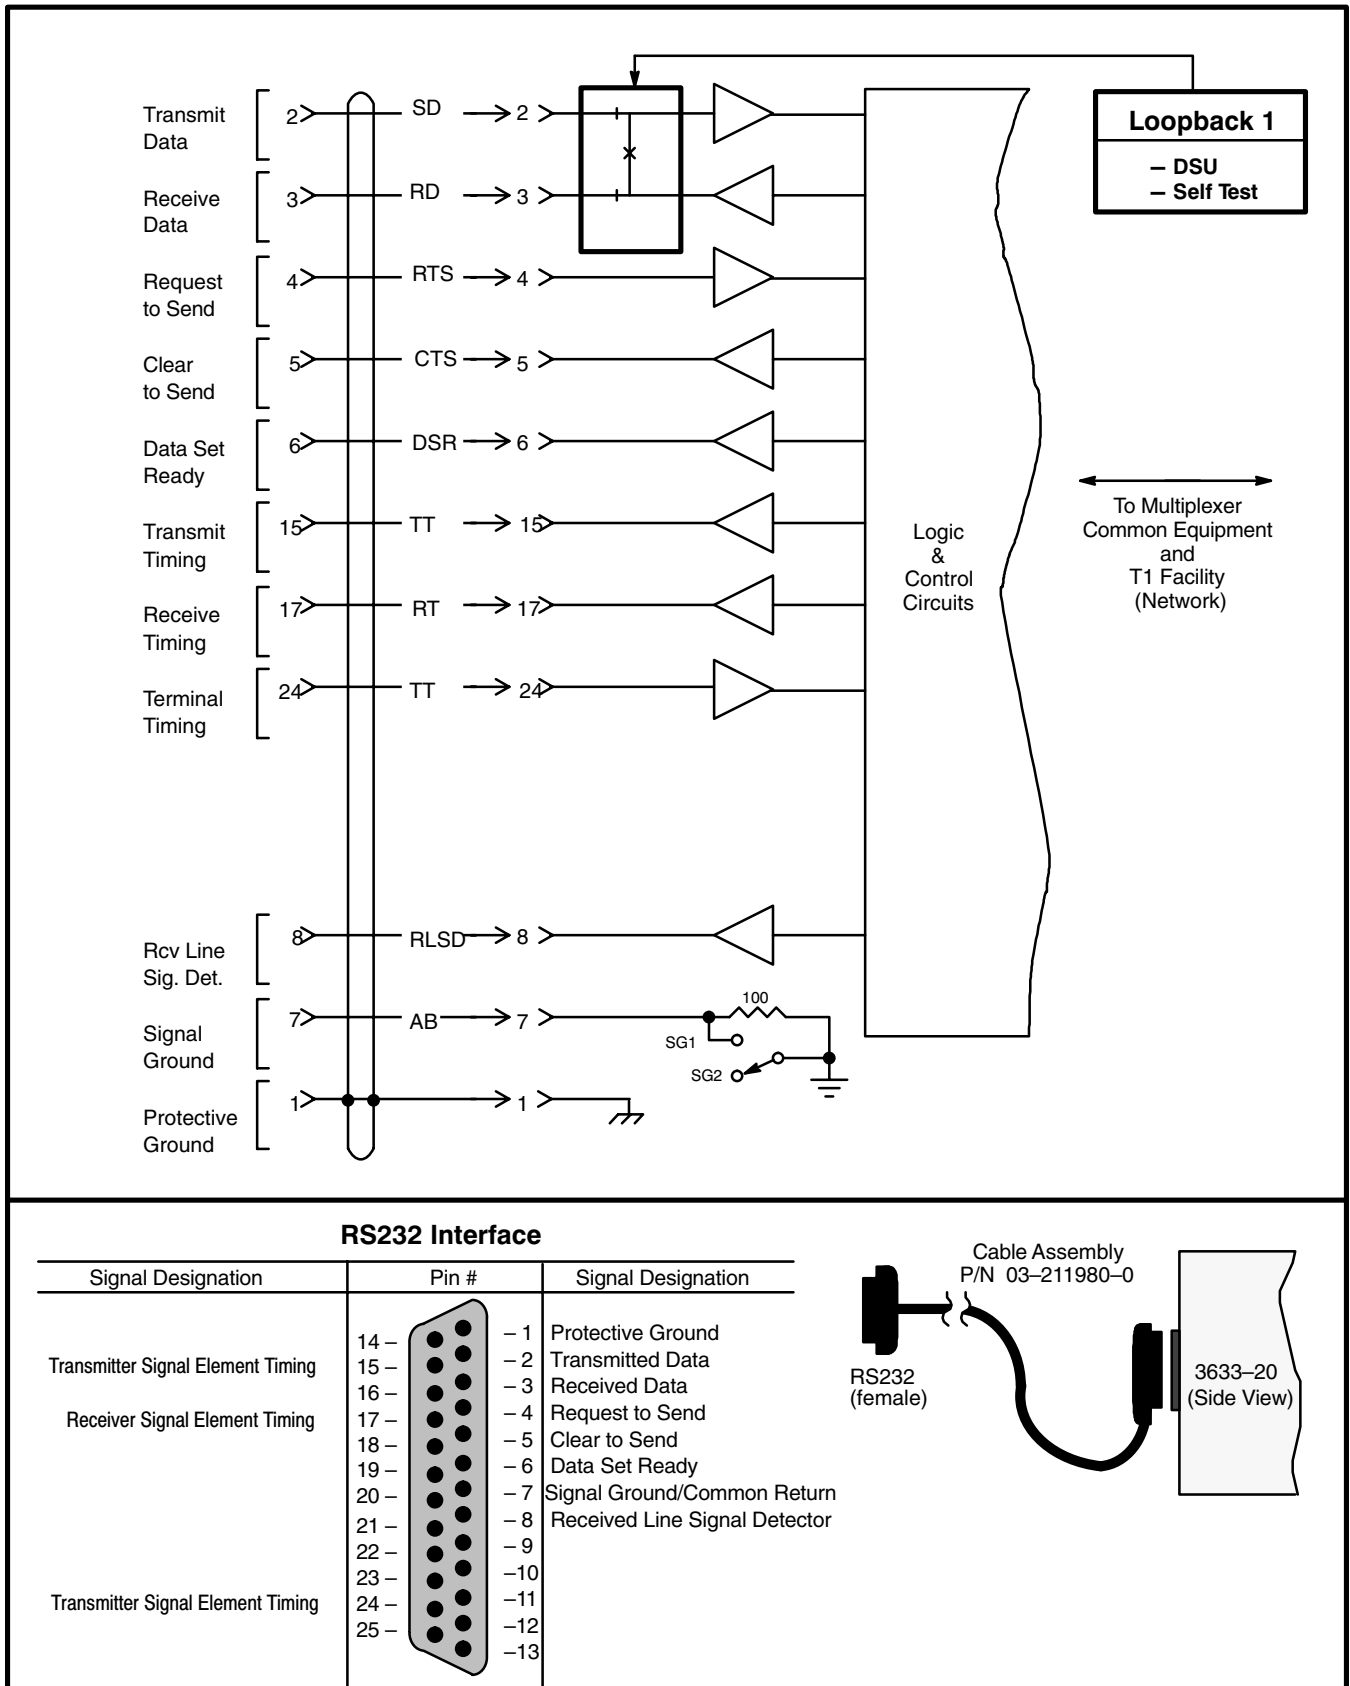 Loopback 1
– DSU
– Self Test
Transmit
Data
2
SD
2
Receive
Data
3
RD
3
Request
to Send
4
RTS
4
Clear
to Send
5
CTS
5
Data Set
Ready
6
DSR
6
Transmit
Timing
15
TT
15
Receive
Timing
17
RT
17
Terminal
Timing
24
TT
24
Logic
&
Control
Circuits
To Multiplexer
Common Equipment
and
T1 Facility
(Network)
Rcv Line
Sig. Det.
8
RLSD
8
Signal
Ground
7
AB
7
100
SG1
SG2
Protective
Ground
1
1
RS232 Interface
Signal Designation
Pin #
Signal Designation
14 –
Transmitter Signal Element Timing
15 –
16 –
Receiver Signal Element Timing
17 –
18 –
19 –
20 –
21 –
22 –
23 –
Transmitter Signal Element Timing
24 –
25 –
– 1 Protective Ground
– 2 Transmitted Data
– 3 Received Data
– 4 Request to Send
– 5 Clear to Send
– 6 Data Set Ready
– 7 Signal Ground/Common Return
– 8 Received Line Signal Detector
– 9
–10
–11
–12
–13
Cable Assembly
P/N 03–211980–0
RS232
(female)
3633–20
(Side View)